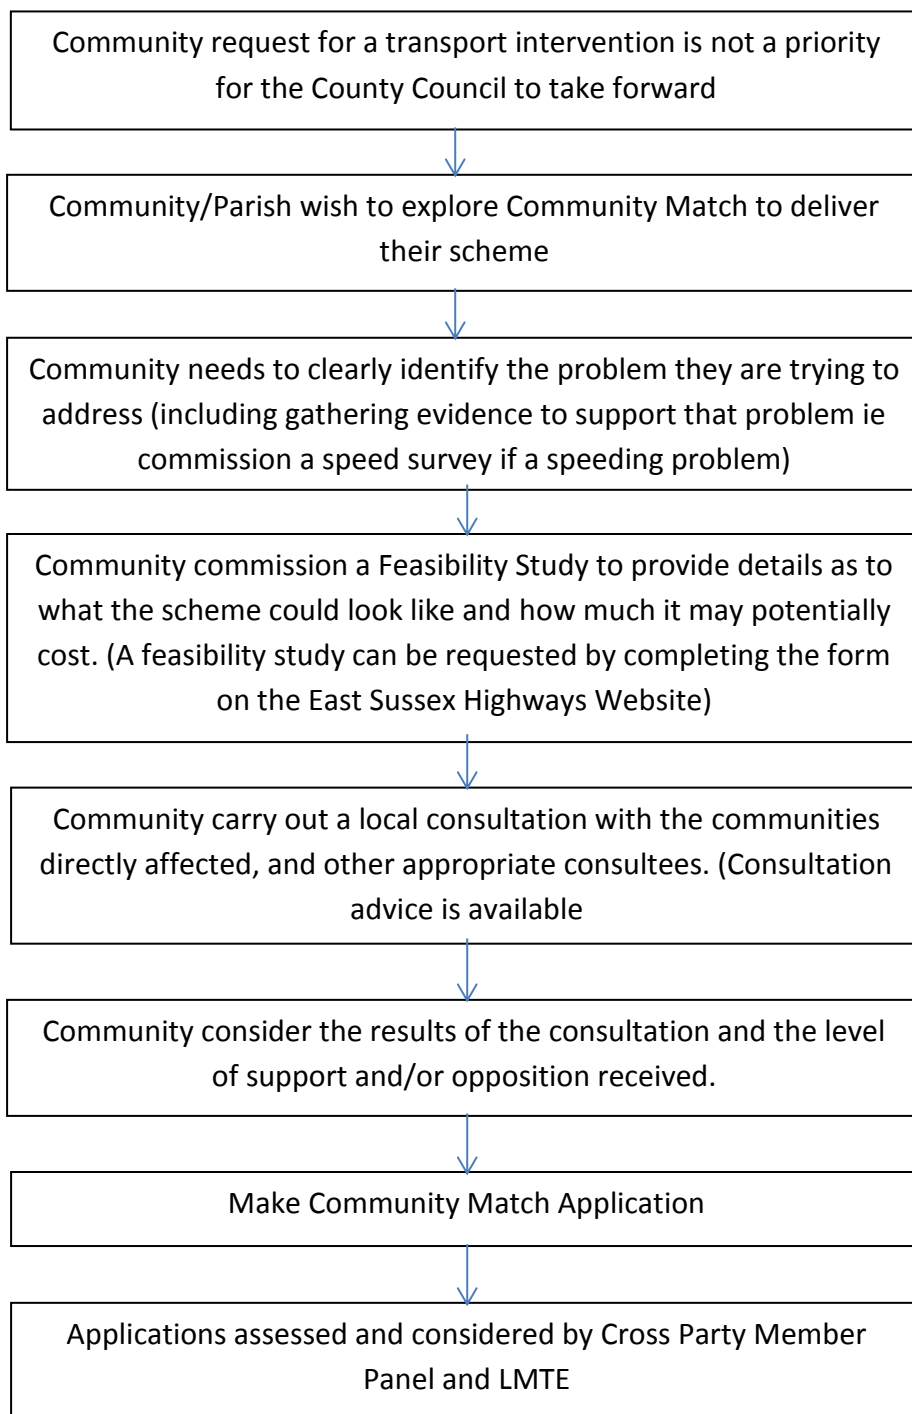 Community request for a transport intervention is not a priority
for the County Council to take forward
Community/Parish wish to explore Community Match to deliver
their scheme
Community needs to clearly identify the problem they are trying to
address (including gathering evidence to support that problem ie
commission a speed survey if a speeding problem)
Community commission a Feasibility Study to provide details as to
what the scheme could look like and how much it may potentially
cost. (A feasibility study can be requested by completing the form
on the East Sussex Highways Website)
Community carry out a local consultation with the communities
directly affected, and other appropriate consultees. (Consultation
advice is available
Community consider the results of the consultation and the level
of support and/or opposition received.
Make Community Match Application
Applications assessed and considered by Cross Party Member
Panel and LMTE